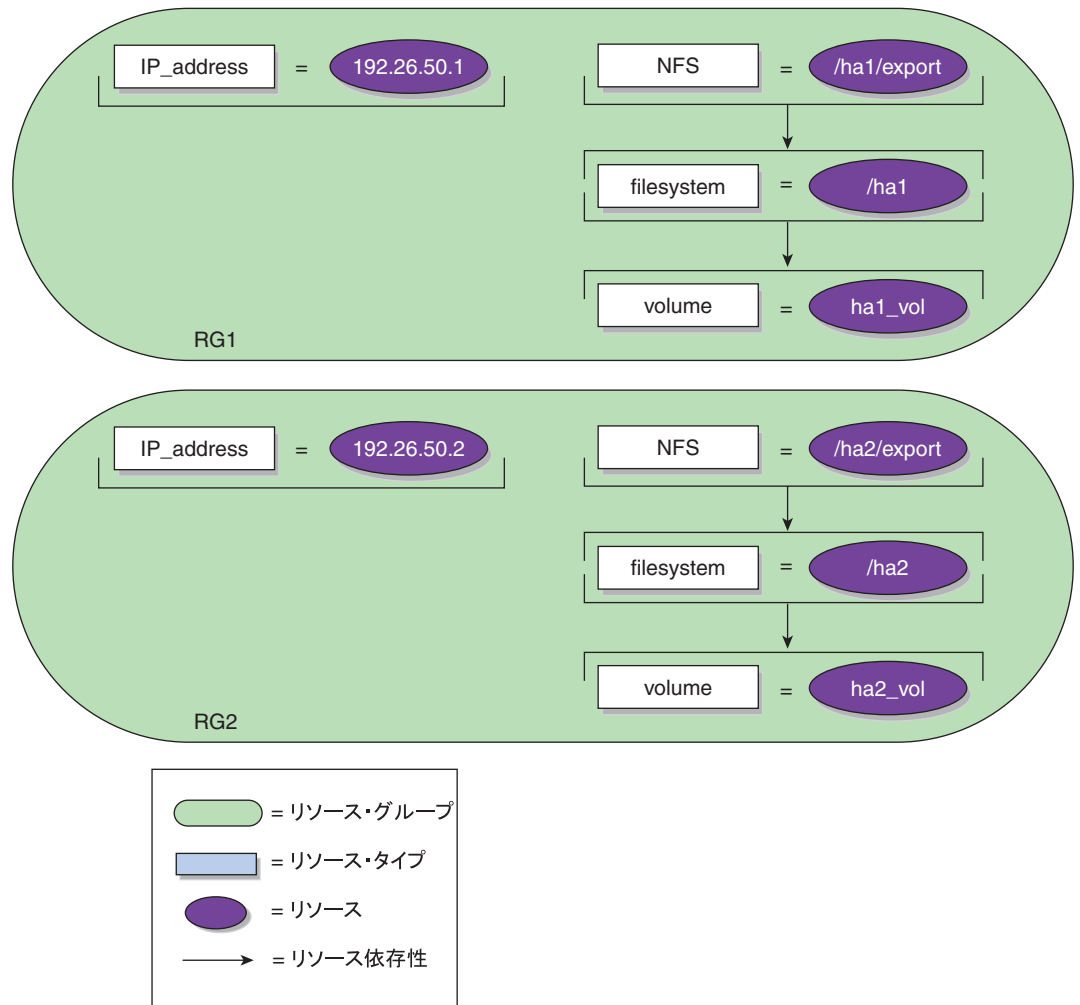 IP_address = 192.26.50.1
NFS = /ha1/export
filesystem = /ha1
volume = ha1_vol
RG1
IP_address = 192.26.50.2
NFS = /ha2/export
filesystem = /ha2
volume = ha2_vol
RG2
= リソース・グループ
= リソース・タイプ
= リソース
= リソース依存性